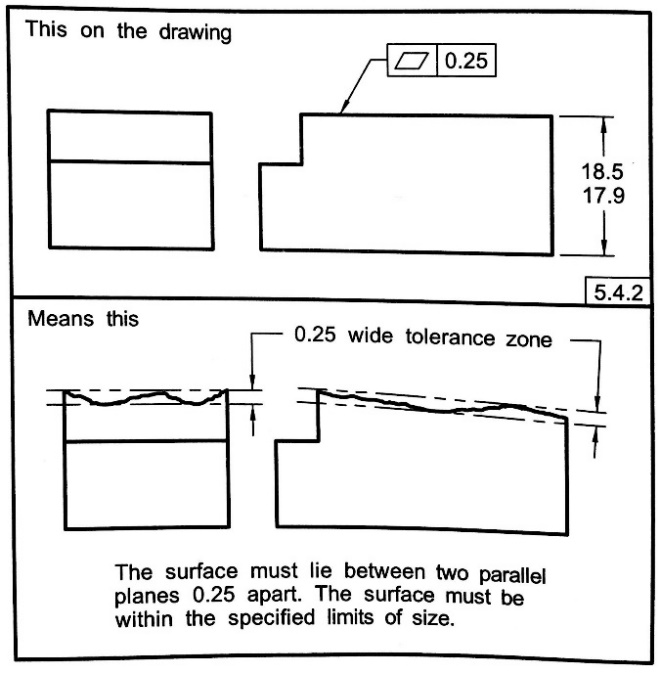 This on the drawing
0.25
18.5
17.9
5.4.2
Means this
0.25 wide tolerance zone
The surface must lie between two parallel
planes 0.25 apart. The surface must be
within the specified limits of size.